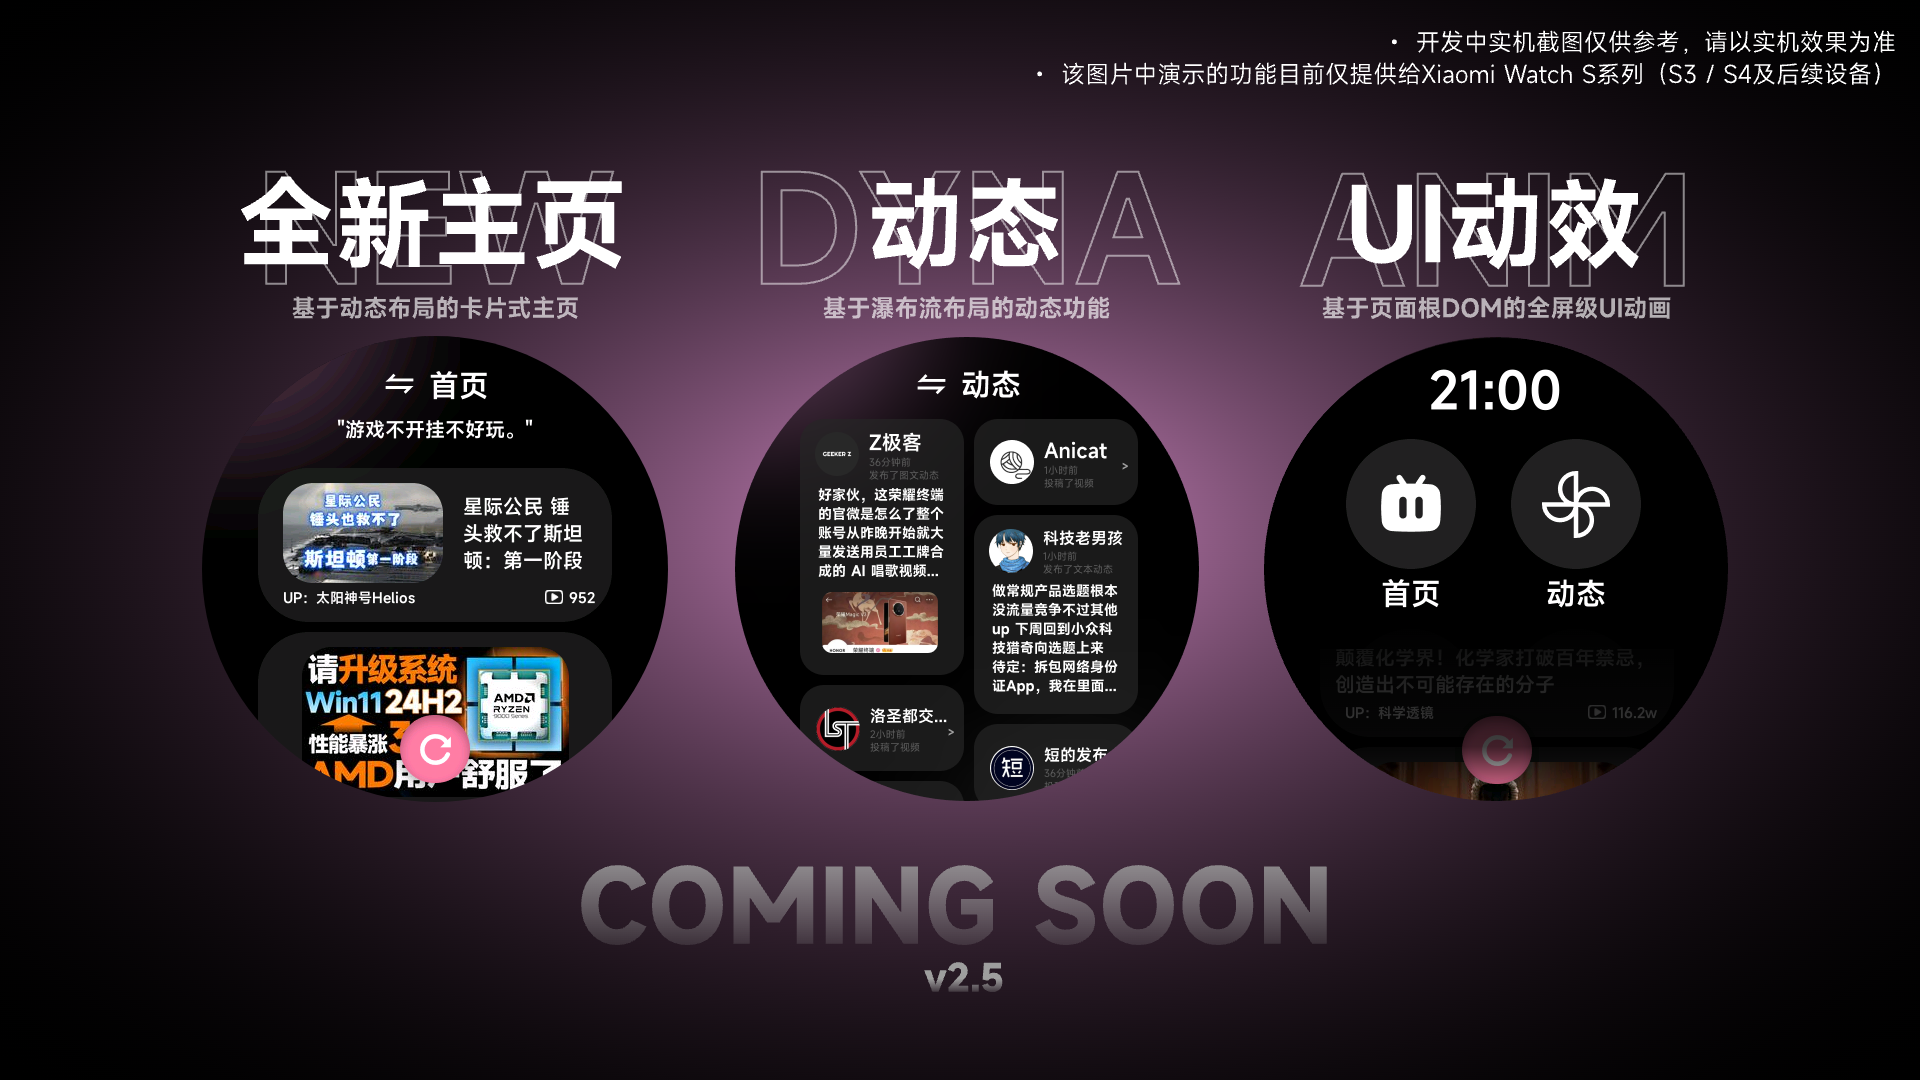 • 开发中实机截图仅供参考，请以实机效果为准
• 该图片中演示的功能目前仅提供给Xiaomi Watch S系列（S3 / S4及后续设备）
NEW
全新主页
基于动态布局的卡片式主页
首页
"游戏不开挂不好玩。"
星际公民
锤头也救不了
斯坦顿第一阶段
星际公民 锤
头救不了斯坦
顿：第一阶段
UP：太阳神号Helios
952
请升级系统
Win11 24H2
性能暴涨
AMD
RYZEN
9000 Series
AMD用
舒服了
DYNA
动态
基于瀑布流布局的动态功能
动态
GEEKER Z
Z极客
36分钟前
发布了图文动态
好家伙，这荣耀终端
的官微是怎么了整个
账号从昨晚开始就大
量发送用员工工牌合
成的 AI 唱歌视频...
HONOR
荣耀终端
洛圣都交...
2小时前
投稿了视频
>
Anicat
1小时前
投稿了视频
>
科技老男孩
1小时前
发布了文本动态
做常规产品选题根本
没流量竞争不过其他
up 下周回到小众科
技猎奇向选题上来
待定：拆包网络身份
证App，我在里面...
短
短的发布
36分钟
ANIM
UI动效
基于页面根DOM的全屏级UI动画
21:00
首页
动态
颠覆化学界！化学家打破百年禁忌，
创造出不可能存在的分子
UP：科学透镜
116.2w
COMING SOON
v2.5